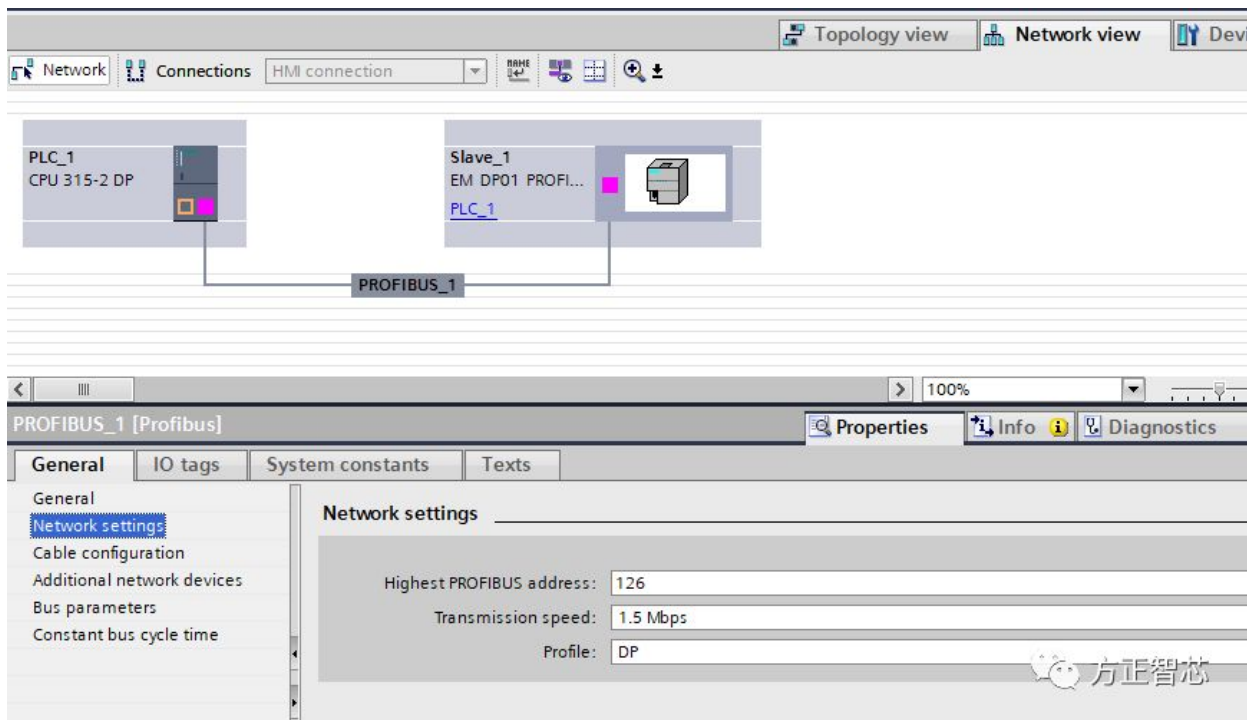 Topology view
Network view
Devi
Network
Connections
HMI connection
NAME
PLC_1
CPU 315-2 DP
Slave_1
EM DP01 PROFI...
PLC_1
PROFIBUS_1
100%
PROFIBUS_1 [Profibus]
Properties
Info
Diagnostics
General
IO tags
System constants
Texts
General
Network settings
Cable configuration
Additional network devices
Bus parameters
Constant bus cycle time
Network settings
Highest PROFIBUS address: 126
Transmission speed: 1.5 Mbps
Profile: DP
方正智芯